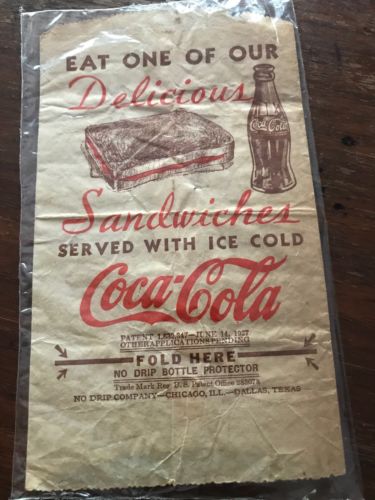 EAT ONE OF OUR
Delicious
Coca-Cola
Sandwiches
SERVED WITH ICE COLD
Coca-Cola
PATENT 1,632,347—JUNE 14, 1927
OTHER APPLICATIONS PENDING
FOLD HERE
NO DRIP BOTTLE PROTECTOR
Trade Mark Reg U. S. Patent Office
NO DRIP COMPANY—CHICAGO, ILL.—DALLAS, TEXAS